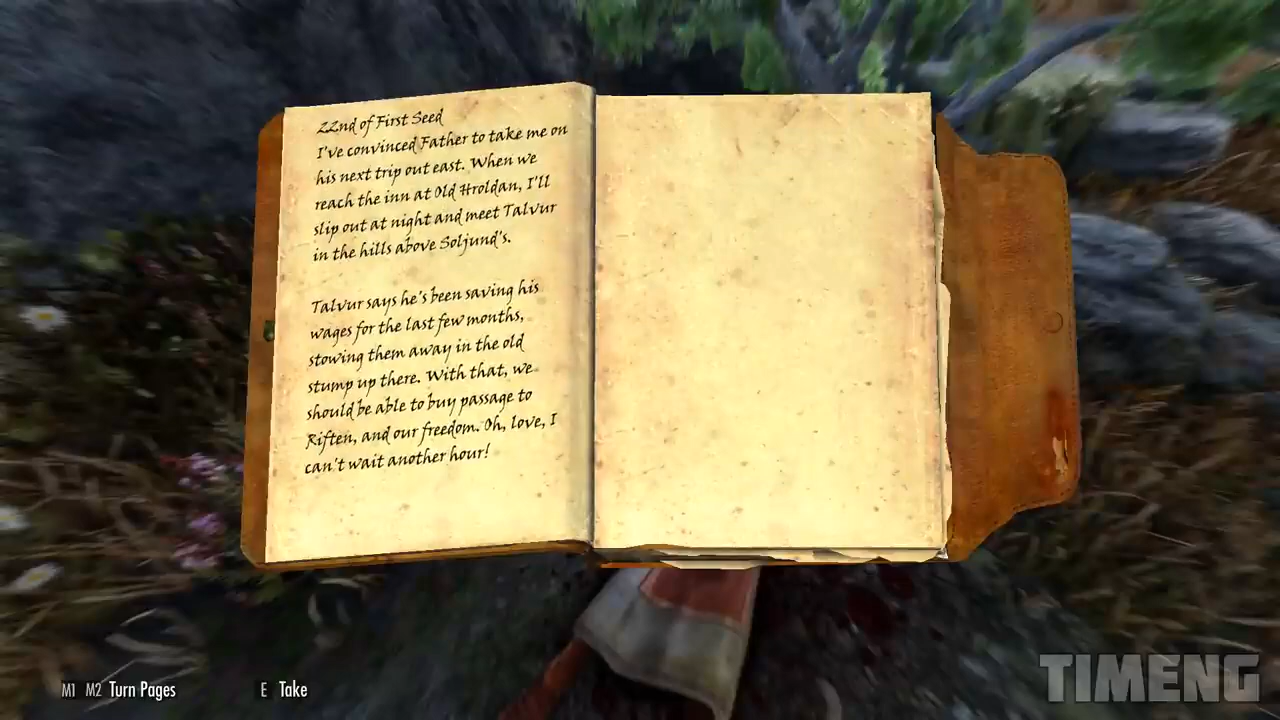 22nd of First Seed
I've convinced Father to take me on
his next trip out east. When we
reach the inn at Old Hroldan, I'll
slip out at night and meet Talvur
in the hills above Soljund's.
Talvur says he's been saving his
wages for the last few months,
stowing them away in the old
stump up there. With that, we
should be able to buy passage to
Riften, and our freedom. Oh, love, I
can't wait another hour!
M1 M2 Turn Pages
E Take
TIMENG